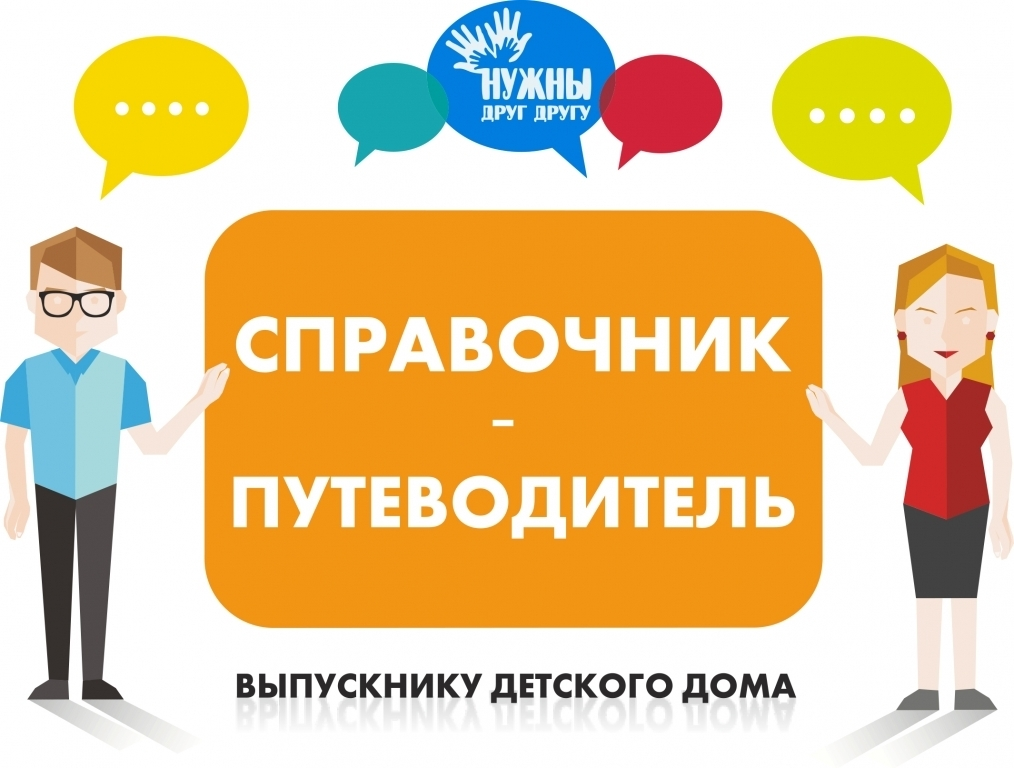 НУЖНЫ
ДРУГ ДРУГУ
СПРАВОЧНИК
-
ПУТЕВОДИТЕЛЬ
ВЫПУСКНИКУ ДЕТСКОГО ДОМА